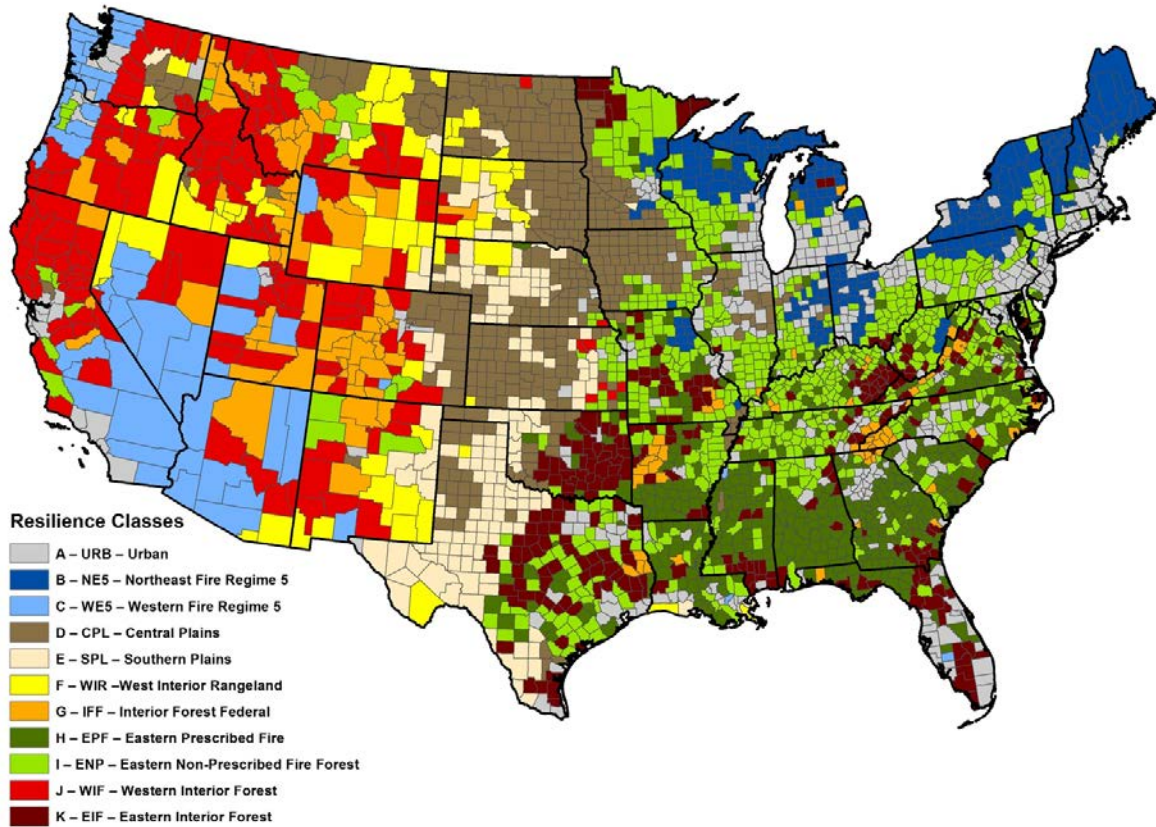 Resilience Classes
A – URB – Urban
B – NE5 – Northeast Fire Regime 5
C – WE5 – Western Fire Regime 5
D – CPL – Central Plains
E – SPL – Southern Plains
F – WIR –West Interior Rangeland
G – IFF – Interior Forest Federal
H – EPF – Eastern Prescribed Fire
I – ENP – Eastern Non-Prescribed Fire Forest
J – WIF – Western Interior Forest
K – EIF – Eastern Interior Forest